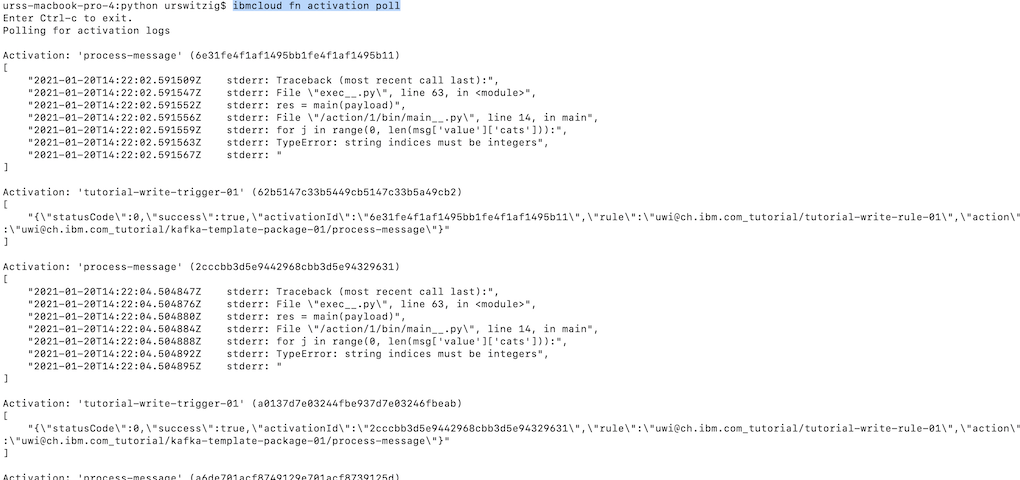 urss-macbook-pro-4:python urswitzig$ ibmcloud fn activation poll
Enter Ctrl-c to exit.
Polling for activation logs
Activation: 'process-message' (6e31fe4f1af1495bb1fe4f1af1495b11)
[
    "2021-01-20T14:22:02.591509Z    stderr: Traceback (most recent call last):",
    "2021-01-20T14:22:02.591547Z    stderr: File \"exec__.py\", line 63, in <module>",
    "2021-01-20T14:22:02.591552Z    stderr: res = main(payload)",
    "2021-01-20T14:22:02.591556Z    stderr: File \"/action/1/bin/main__.py\", line 14, in main",
    "2021-01-20T14:22:02.591559Z    stderr: for j in range(0, len(msg['value']['cats'])):",
    "2021-01-20T14:22:02.591563Z    stderr: TypeError: string indices must be integers",
    "2021-01-20T14:22:02.591567Z    stderr: "
]
Activation: 'tutorial-write-trigger-01' (62b5147c33b5449cb5147c33b5a49cb2)
[
    "{\"statusCode\":0,\"success\":true,\"activationId\":\"6e31fe4f1af1495bb1fe4f1af1495b11\",\"rule\":\"uwi@ch.ibm.com_tutorial/tutorial-write-rule-01\",\"action\"
:\"uwi@ch.ibm.com_tutorial/kafka-template-package-01/process-message\"}"
]
Activation: 'process-message' (2cccbb3d5e9442968cbb3d5e94329631)
[
    "2021-01-20T14:22:04.504847Z    stderr: Traceback (most recent call last):",
    "2021-01-20T14:22:04.504876Z    stderr: File \"exec__.py\", line 63, in <module>",
    "2021-01-20T14:22:04.504880Z    stderr: res = main(payload)",
    "2021-01-20T14:22:04.504884Z    stderr: File \"/action/1/bin/main__.py\", line 14, in main",
    "2021-01-20T14:22:04.504888Z    stderr: for j in range(0, len(msg['value']['cats'])):",
    "2021-01-20T14:22:04.504892Z    stderr: TypeError: string indices must be integers",
    "2021-01-20T14:22:04.504895Z    stderr: "
]
Activation: 'tutorial-write-trigger-01' (a0137d7e03244fbe937d7e03246fbeab)
[
    "{\"statusCode\":0,\"success\":true,\"activationId\":\"2cccbb3d5e9442968cbb3d5e94329631\",\"rule\":\"uwi@ch.ibm.com_tutorial/tutorial-write-rule-01\",\"action\"
:\"uwi@ch.ibm.com_tutorial/kafka-template-package-01/process-message\"}"
]
Activation: 'process-message' (a6de701acf8749129e701acf8739125d)